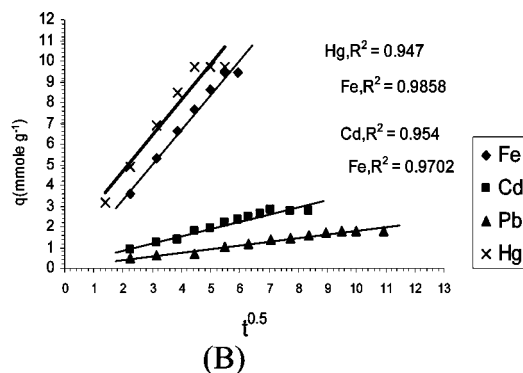 12
11
10
9
8
7
6
5
4
3
2
1
0
q(mmole g⁻¹)
Hg,R² = 0.947
Fe,R² = 0.9858
Cd,R² = 0.954
Fe,R² = 0.9702
Fe
Cd
Pb
Hg
0 1 2 3 4 5 6 7 8 9 10 11 12 13
t^0.5
(B)